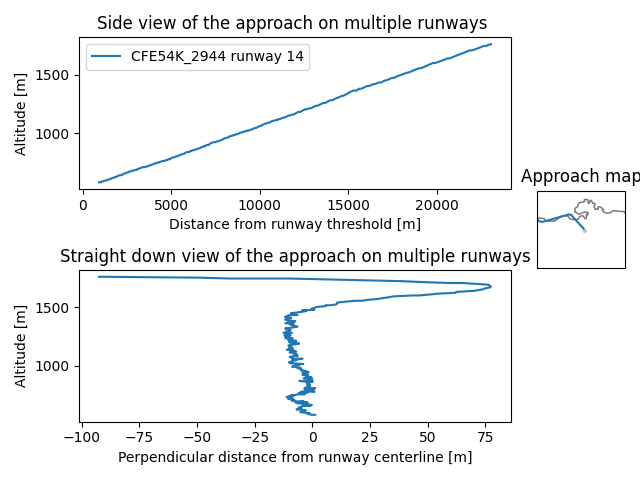 Side view of the approach on multiple runways
Altitude [m]
1500
1000
CFE54K_2944 runway 14
0
5000
10000
15000
20000
Distance from runway threshold [m]
Approach map
Straight down view of the approach on multiple runways
Altitude [m]
1500
1000
−100
−75
−50
−25
0
25
50
75
Perpendicular distance from runway centerline [m]